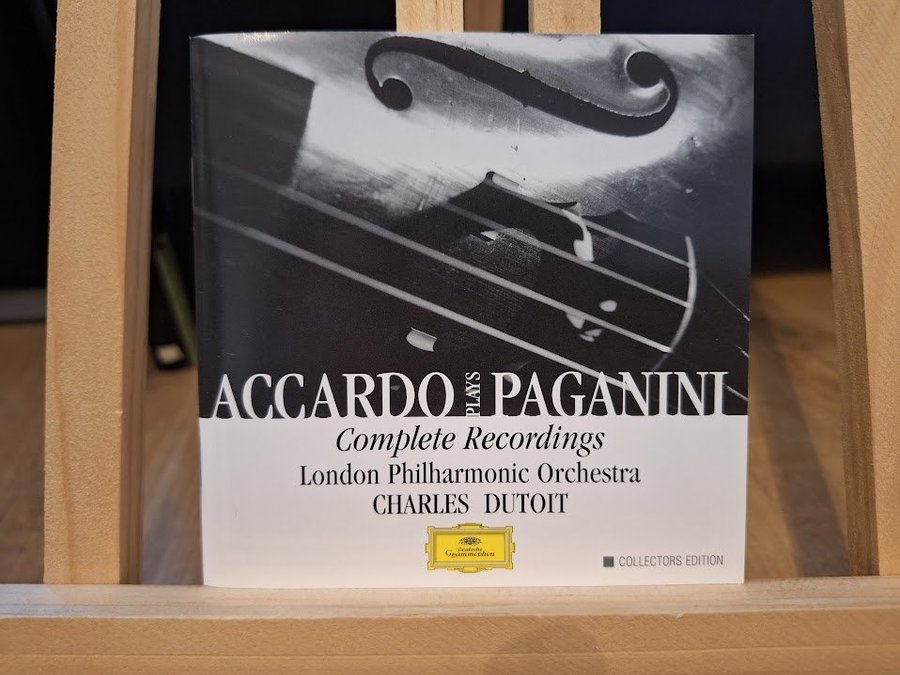 ACCARDO PLAYS PAGANINI
Complete Recordings
London Philharmonic Orchestra
CHARLES DUTOIT
Deutsche
Grammophon
COLLECTORS EDITION